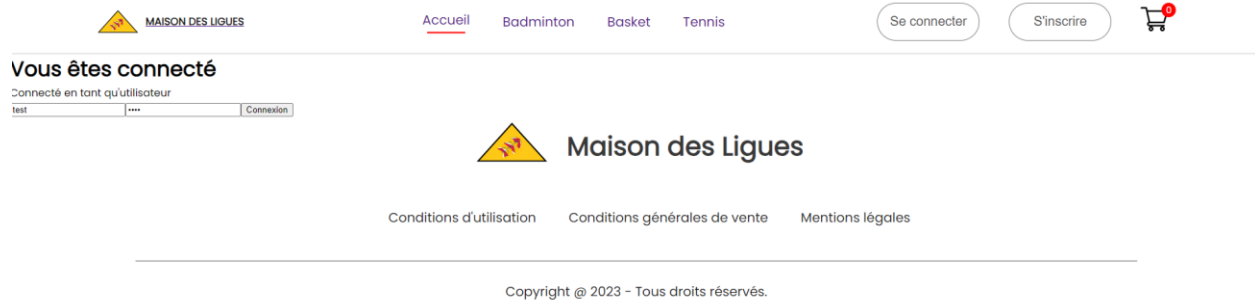 MAISON DES LIGUES Accueil Badminton Basket Tennis Se connecter S'inscrire 0
Vous êtes connecté
Connecté en tant qu'utilisateur
test •••• Connexion
Maison des Ligues
Conditions d'utilisation Conditions générales de vente Mentions légales
Copyright @ 2023 - Tous droits réservés.